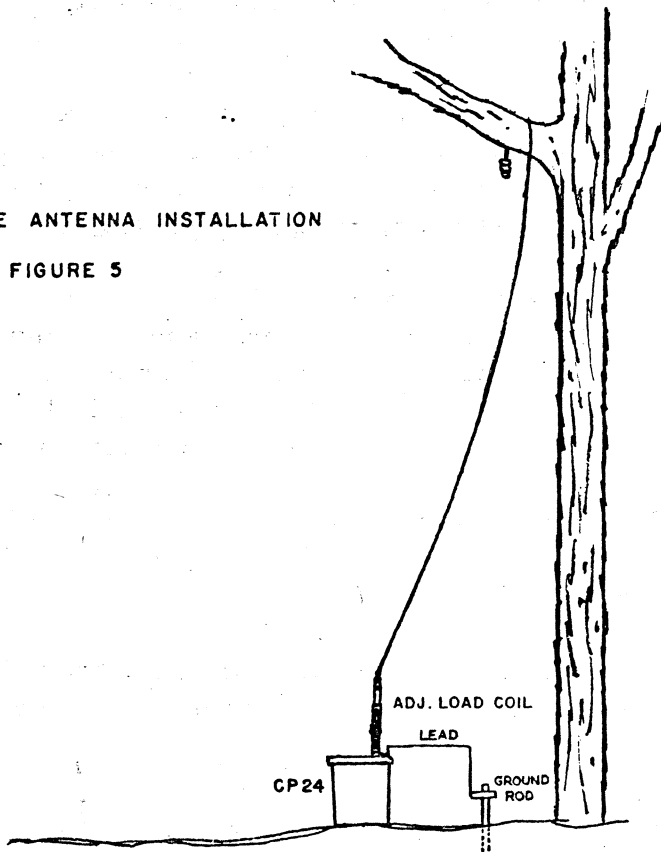 E ANTENNA INSTALLATION
FIGURE 5
ADJ. LOAD COIL
LEAD
CP24
GROUND
ROD